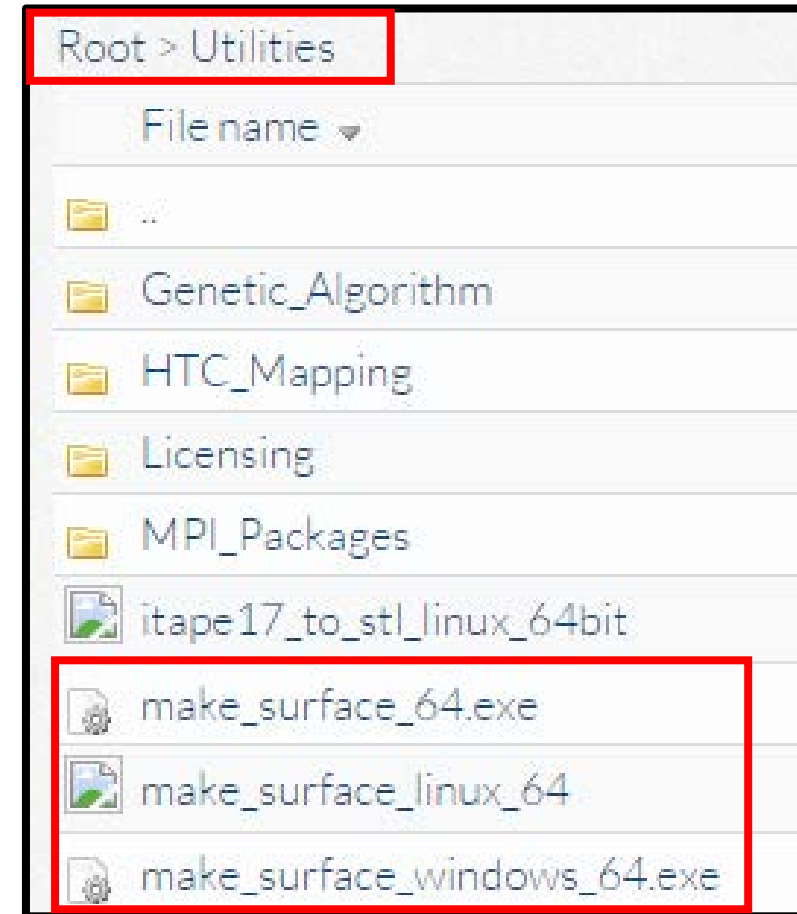 Root > Utilities
File name
..
Genetic_Algorithm
HTC_Mapping
Licensing
MPI_Packages
itape17_to_stl_linux_64bit
make_surface_64.exe
make_surface_linux_64
make_surface_windows_64.exe